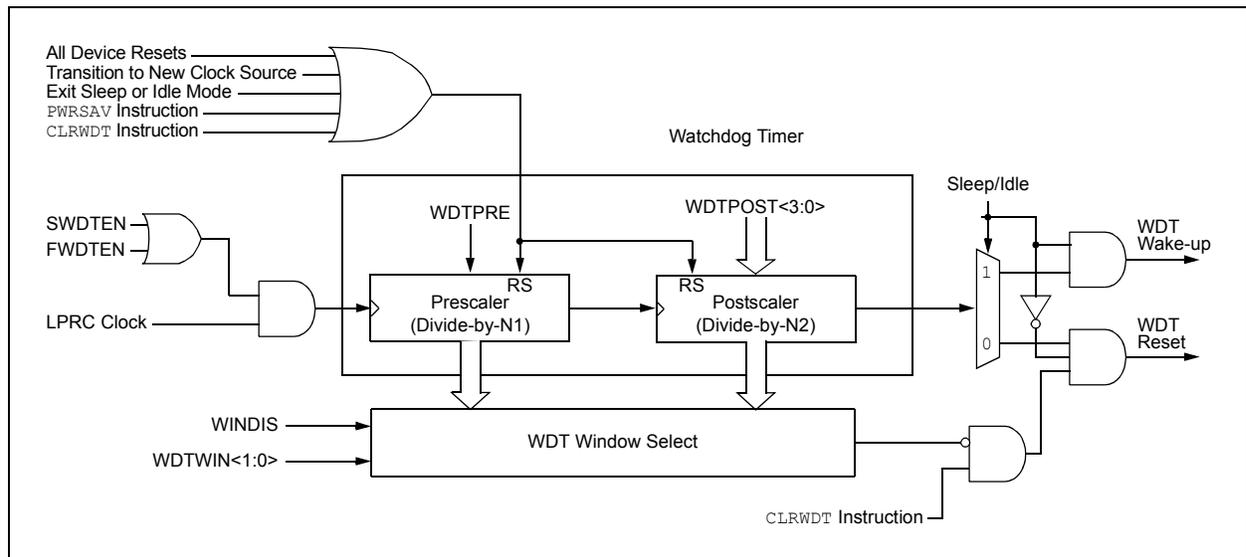 All Device Resets
Transition to New Clock Source
Exit Sleep or Idle Mode
PWRSAV Instruction
CLRWDT Instruction
Watchdog Timer
Sleep/Idle
SWDTEN
FWDTEN
WDTPRE
WDTPOST<3:0>
WDT
Wake-up
RS
RS
1
Prescaler
(Divide-by-N1)
Postscaler
(Divide-by-N2)
LPRC Clock
0
WDT
Reset
WINDIS
WDT Window Select
WDTWIN<1:0>
CLRWDT Instruction